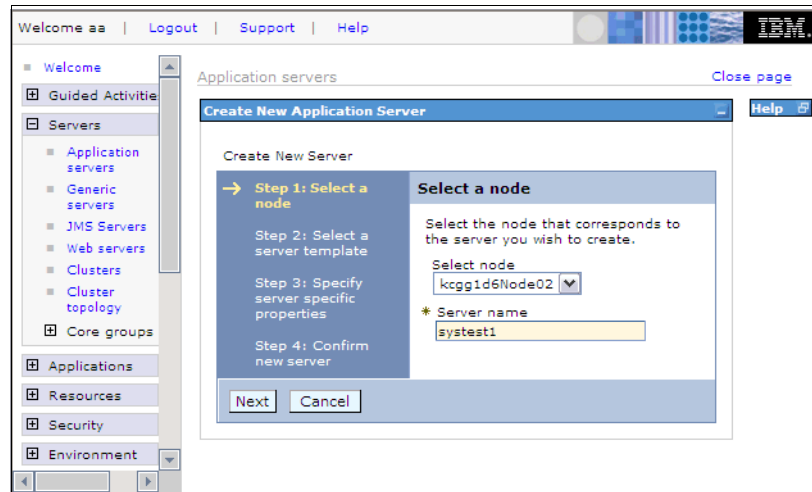 Welcome aa | Logout | Support | Help
IBM.
Welcome
Guided Activitie
Servers
Application
servers
Generic
servers
JMS Servers
Web servers
Clusters
Cluster
topology
Core groups
Applications
Resources
Security
Environment
Application servers
Close page
Create New Application Server
Help
Create New Server
Step 1: Select a
node
Step 2: Select a
server template
Step 3: Specify
server specific
properties
Step 4: Confirm
new server
Select a node
Select the node that corresponds to
the server you wish to create.
Select node
kcgg1d6Node02
* Server name
systest1
Next Cancel